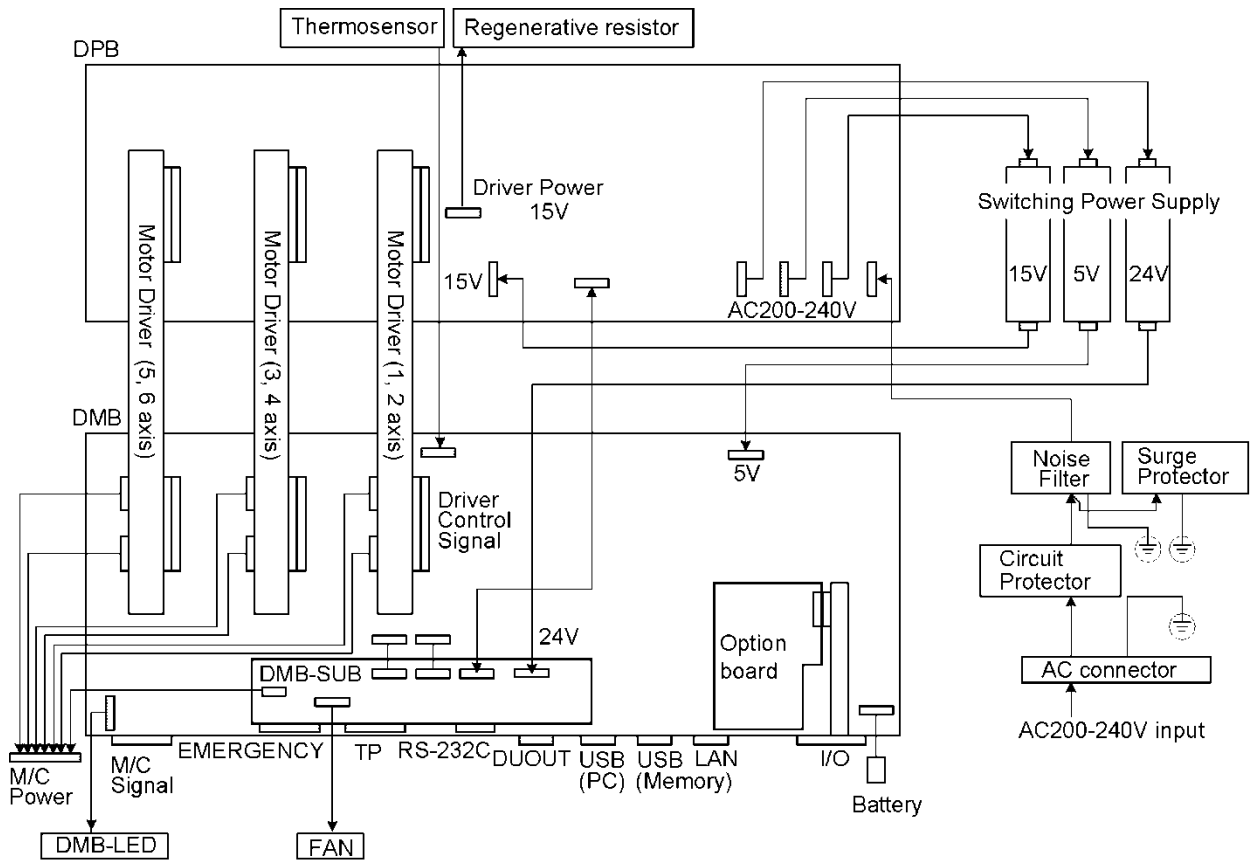 Thermosensor
Regenerative resistor
DPB
Driver Power
15V
Switching Power Supply
15V
5V
24V
15V
AC200-240V
Motor Driver (5, 6 axis)
Motor Driver (3, 4 axis)
Motor Driver (1, 2 axis)
DMB
5V
Noise
Filter
Surge
Protector
Driver
Control
Signal
Circuit
Protector
24V
Option
board
DMB-SUB
AC connector
AC200-240V input
EMERGENCY
TP
RS-232C
DUOUT
USB
(PC)
USB
(Memory)
LAN
I/O
M/C
Power
M/C
Signal
Battery
DMB-LED
FAN